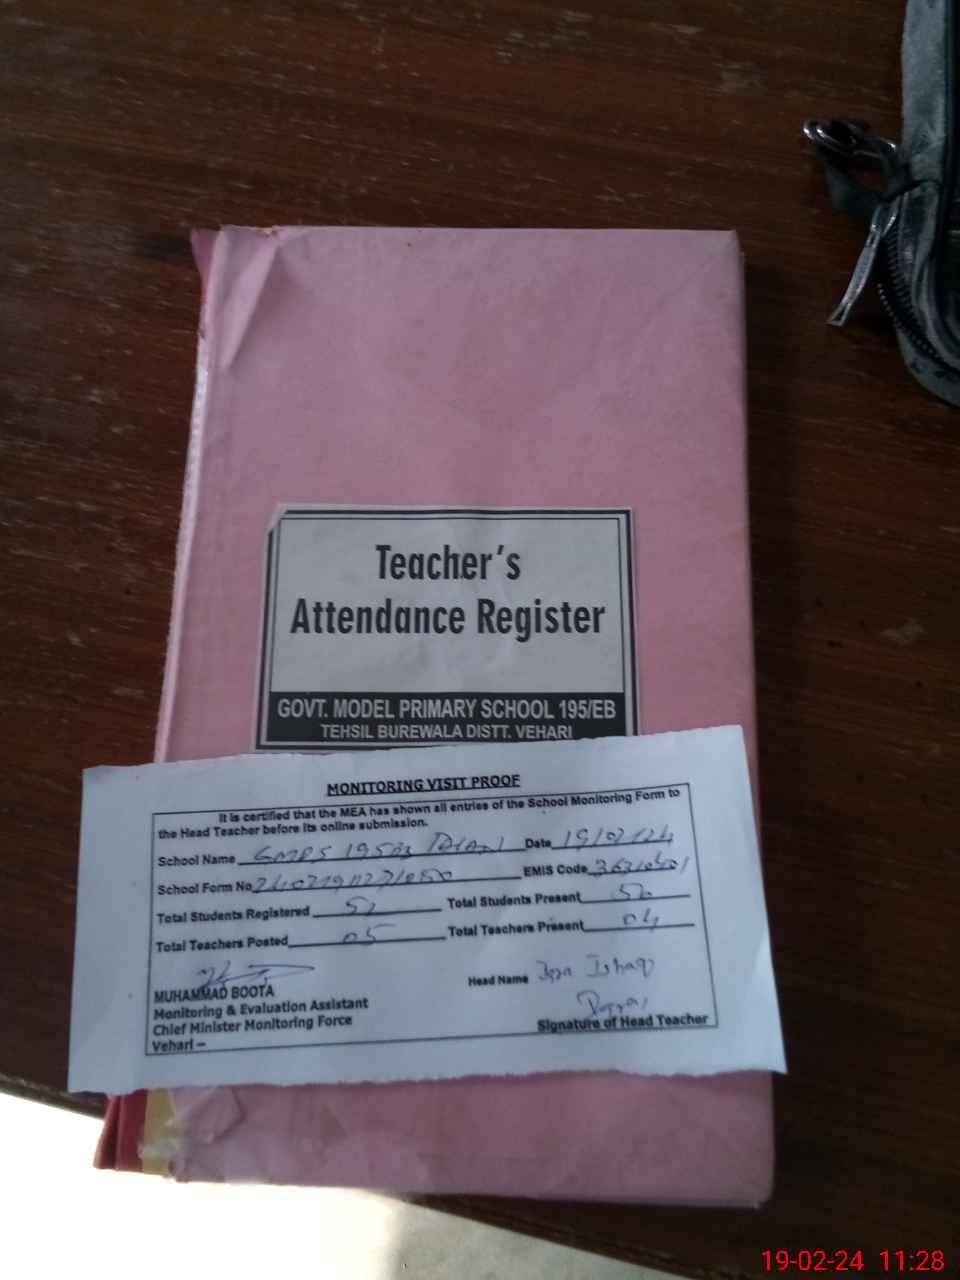 Teacher's
Attendance Register
GOVT. MODEL PRIMARY SCHOOL 195/EB
TEHSIL BUREWALA DISTT. VEHARI
MONITORING VISIT PROOF
It is certified that the MEA has shown all entries of the School Monitoring Form to
the Head Teacher before its online submission.
School Name GMPS 195EB Date 19/02/24
School Form No EMIS Code
Total Students Registered 52 Total Students Present 50
Total Teachers Posted 05 Total Teachers Present 04
MUHAMMAD BOOTA Head Name Ishaq
Monitoring & Evaluation Assistant
Chief Minister Monitoring Force Signature of Head Teacher
Vehari –
19-02-24 11:28